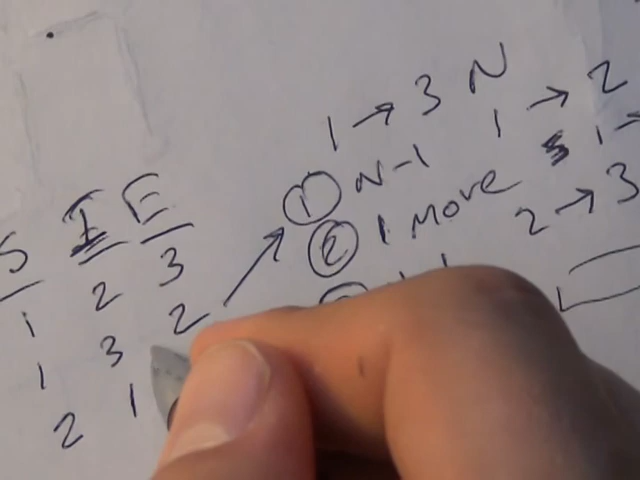 1 → 3 N
① N-1 1 → 2
② 1 move 1 →
2 → 3
S I E
1 2 3
1 3 2
2 1